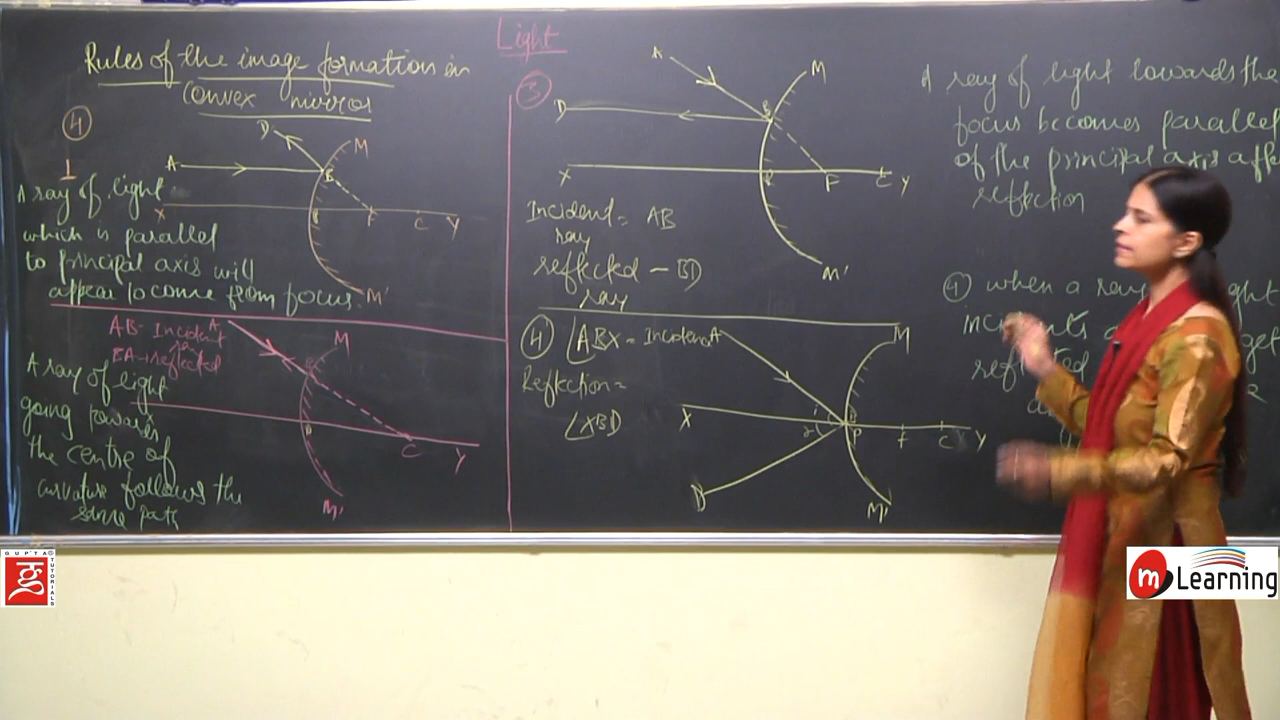 Light
Rules of the image formation in
Convex mirror
4
1
A ray of light
which is parallel
to principal axis will
appear to come from focus.
D
A
B
M
X
P
F
C
Y
M'
AB - Incident
ray
BA → reflected
A ray of light
going towards
the centre of
curvature follows the
same path
A
M
P
C
Y
M'
3
A
D
B
M
X
P
F
C
Y
M'
Incident = AB
ray
reflected - BD
ray
4 ∠ABX = Incident
Reflection =
∠XBD
A
M
X
i
r
B
P
F
C
Y
D
M'
A ray of light towards the
focus becomes parallel
of the principal axis
reflection
4 when a ray
reflected
GUPTA TUTORIALS
m Learning